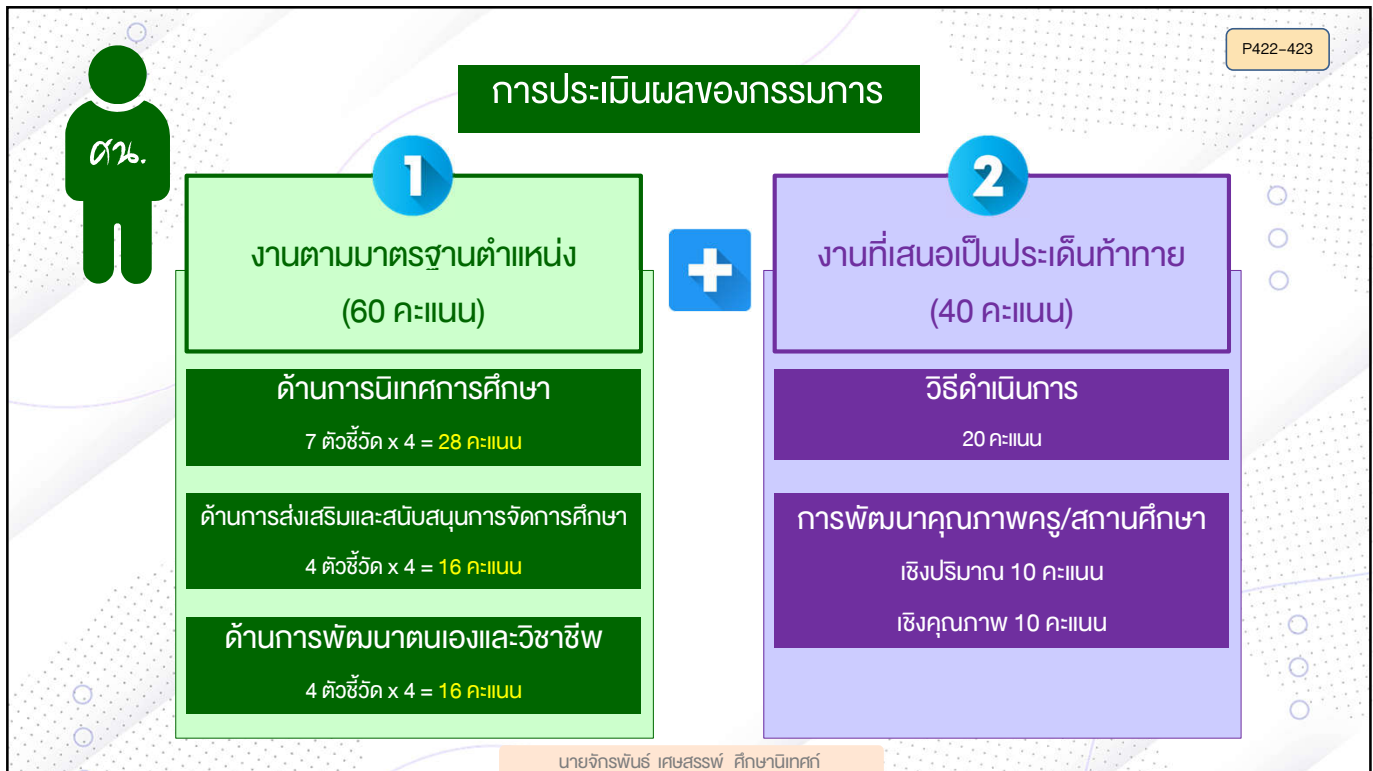 P422-423
การประเมินผลของกรรมการ
ศน.
1
งานตามมาตรฐานตำแหน่ง
(60 คะแนน)
ด้านการนิเทศการศึกษา
7 ตัวชี้วัด x 4 = 28 คะแนน
ด้านการส่งเสริมและสนับสนุนการจัดการศึกษา
4 ตัวชี้วัด x 4 = 16 คะแนน
ด้านการพัฒนาตนเองและวิชาชีพ
4 ตัวชี้วัด x 4 = 16 คะแนน
+
2
งานที่เสนอเป็นประเด็นท้าทาย
(40 คะแนน)
วิธีดำเนินการ
20 คะแนน
การพัฒนาคุณภาพครู/สถานศึกษา
เชิงปริมาณ 10 คะแนน
เชิงคุณภาพ 10 คะแนน
นายจักรพันธ์ เศษสรรพ์ ศึกษานิเทศก์